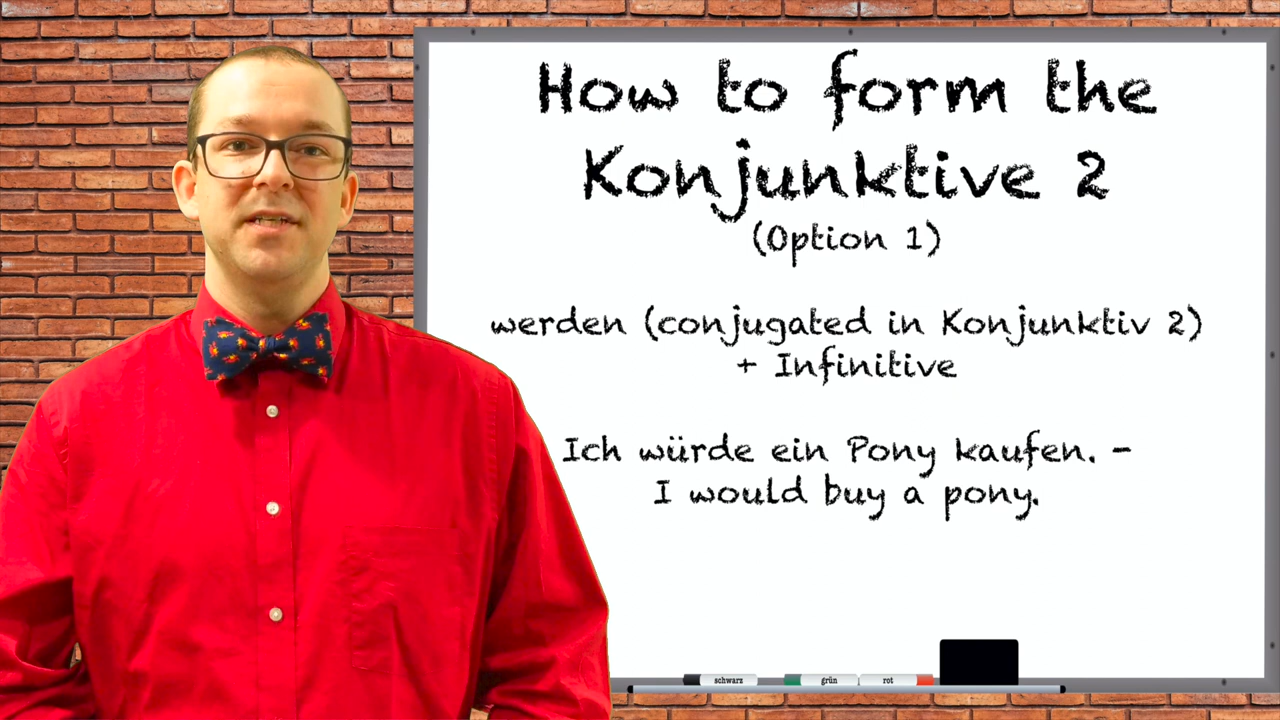 How to form the
Konjunktive 2
(Option 1)
werden (conjugated in Konjunktiv 2)
+ Infinitive
Ich würde ein Pony kaufen. -
I would buy a pony.
schwarz grün rot